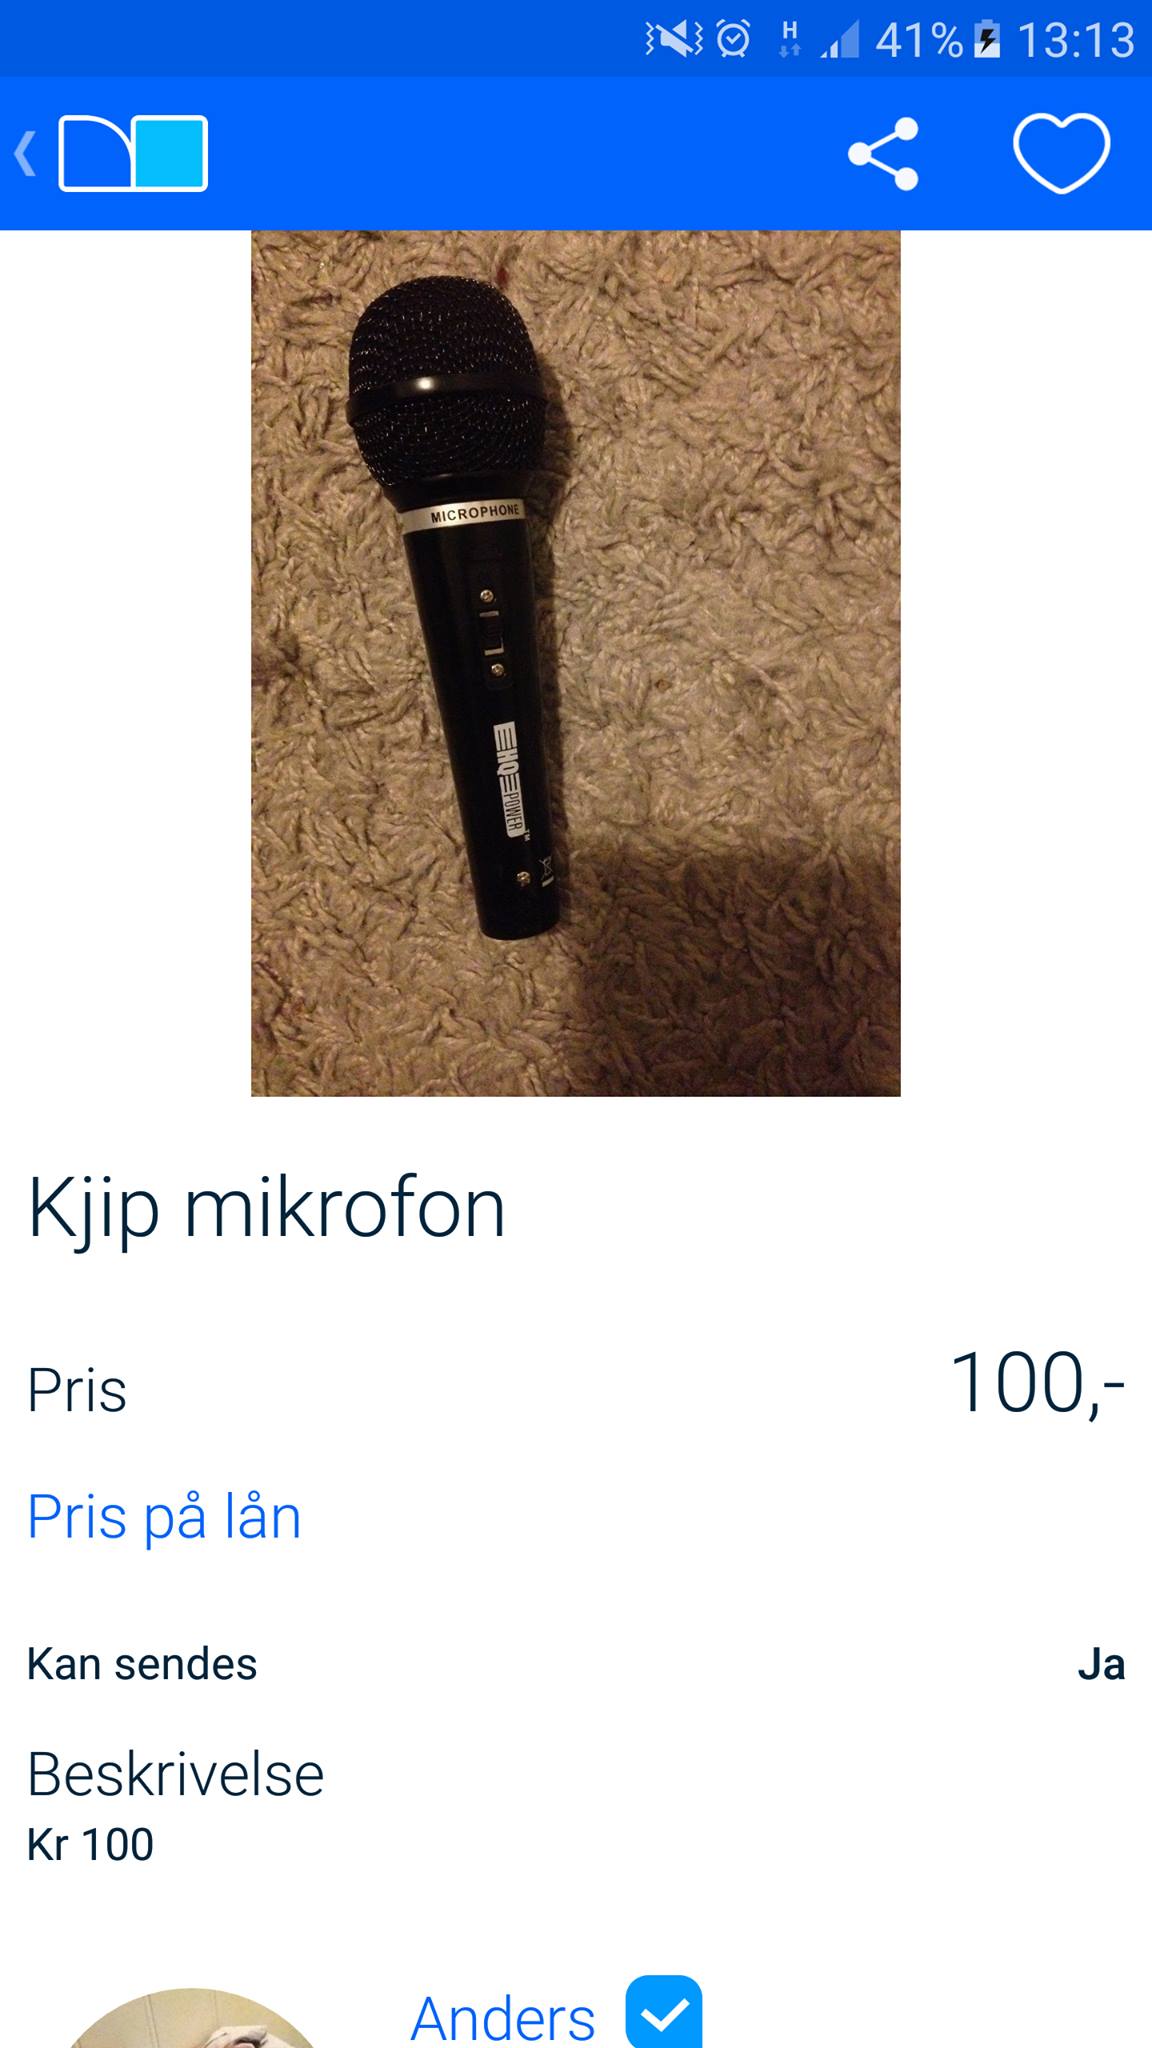 H 41% 13:13
MICROPHONE
HQ POWER™
Kjip mikrofon
Pris 100,-
Pris på lån
Kan sendes Ja
Beskrivelse
Kr 100
Anders